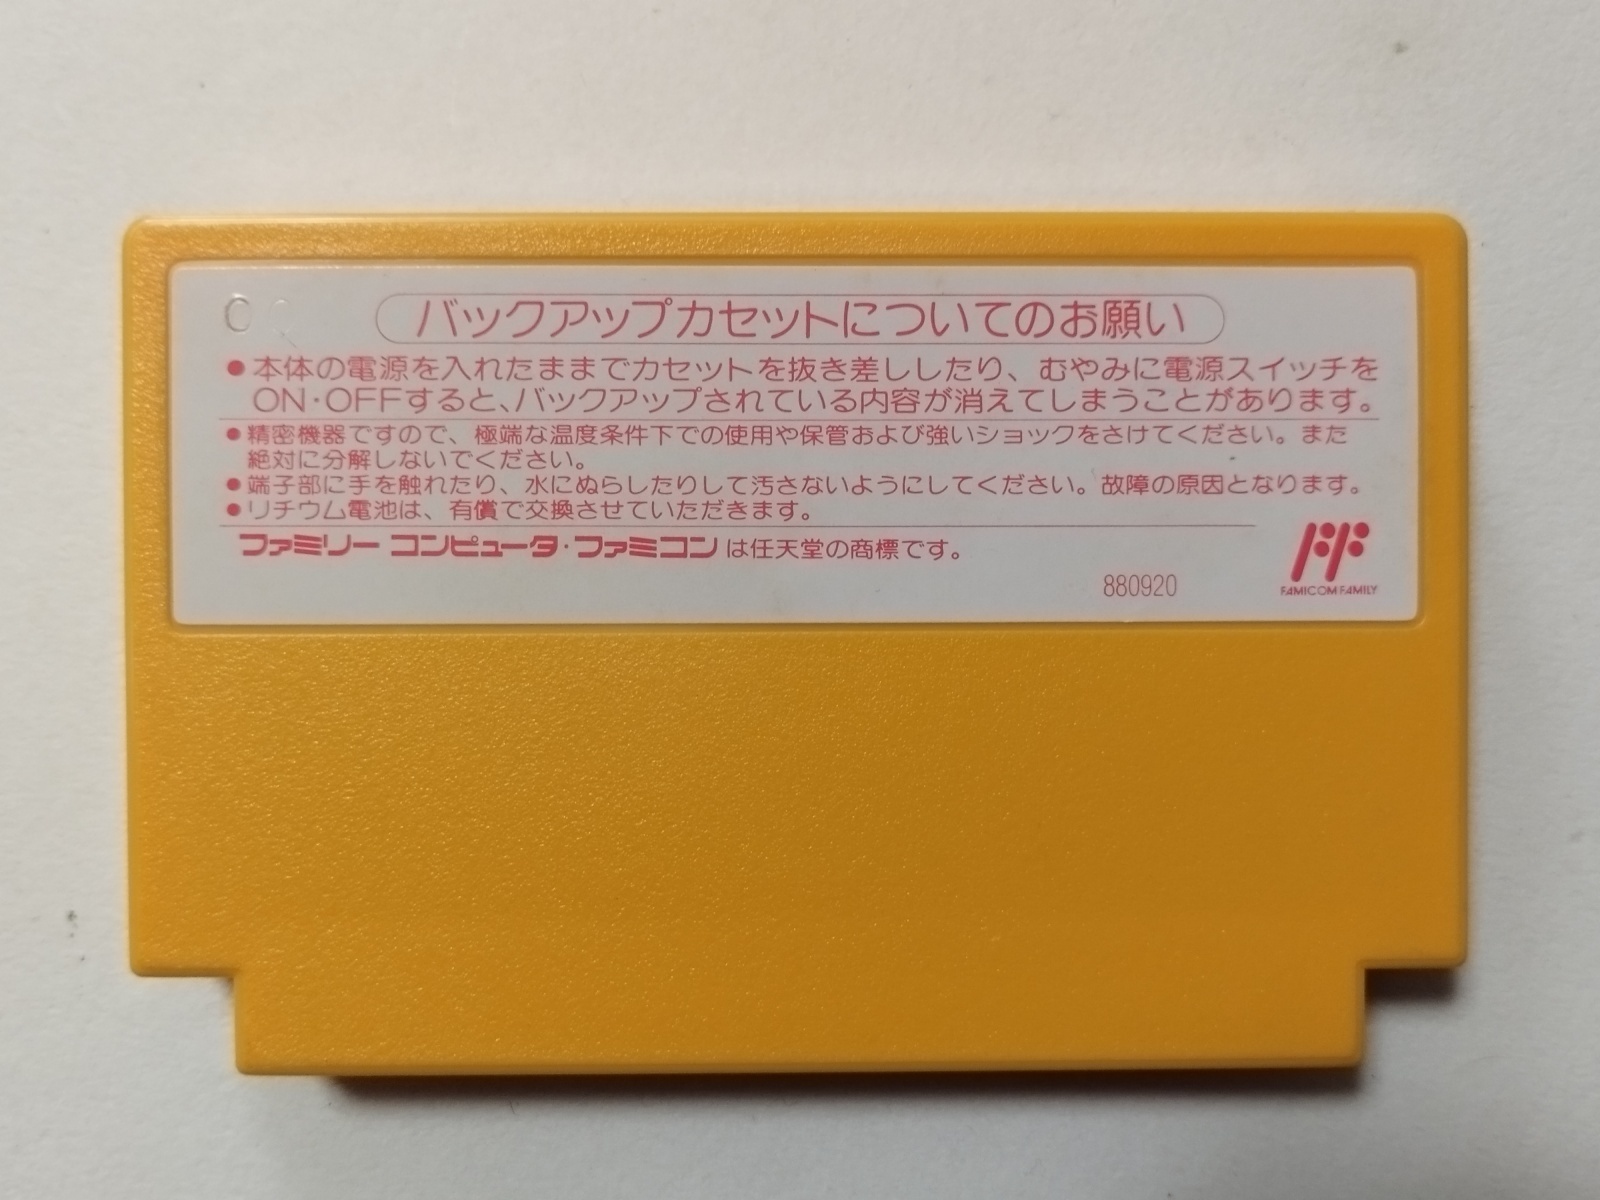 バックアップカセットについてのお願い
●本体の電源を入れたままでカセットを抜き差ししたり、むやみに電源スイッチを
ON・OFFすると、バックアップされている内容が消えてしまうことがあります。
●精密機器ですので、極端な温度条件下での使用や保管および強いショックをさけてください。また
絶対に分解しないでください。
●端子部に手を触れたり、水にぬらしたりして汚さないようにしてください。故障の原因となります。
●リチウム電池は、有償で交換させていただきます。
ファミリー コンピュータ・ファミコンは任天堂の商標です。
880920
FAMICOM FAMILY